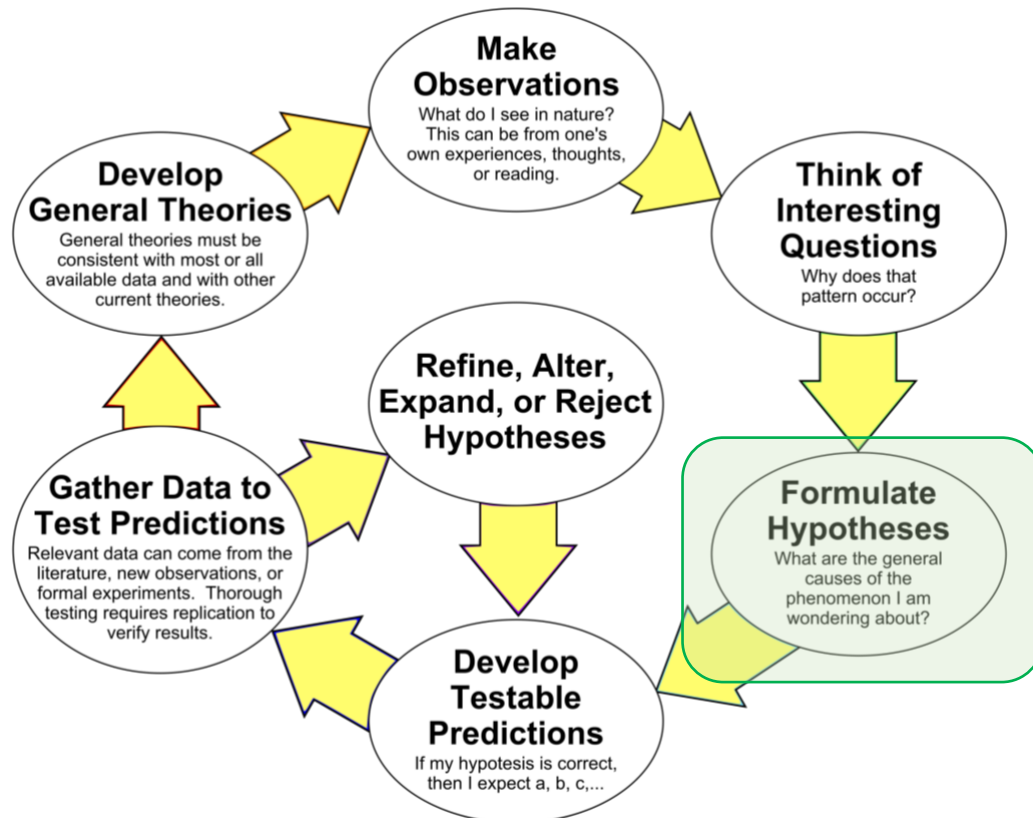 Make
Observations
What do I see in nature?
This can be from one's
own experiences, thoughts,
or reading.
Think of
Interesting
Questions
Why does that
pattern occur?
Formulate
Hypotheses
What are the general
causes of the
phenomenon I am
wondering about?
Develop
Testable
Predictions
If my hypotesis is correct,
then I expect a, b, c,...
Gather Data to
Test Predictions
Relevant data can come from the
literature, new observations, or
formal experiments. Thorough
testing requires replication to
verify results.
Refine, Alter,
Expand, or Reject
Hypotheses
Develop
General Theories
General theories must be
consistent with most or all
available data and with other
current theories.